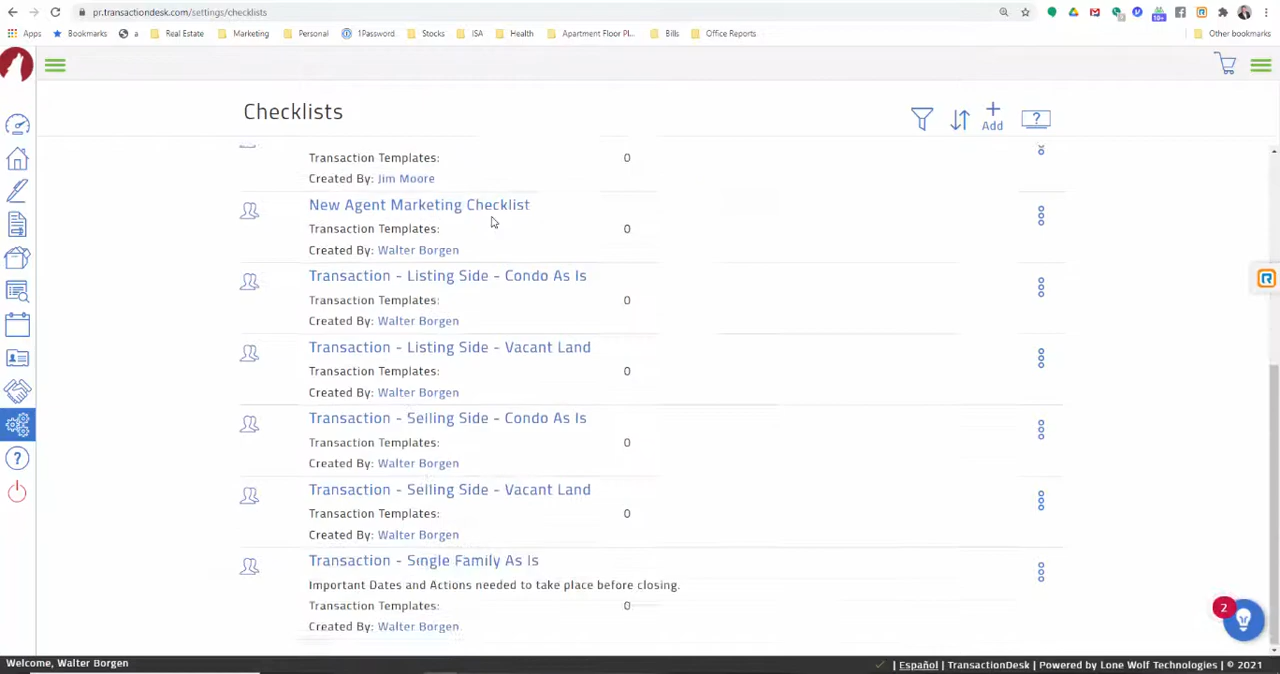 pr.transactiondesk.com/settings/checklists
Apps Bookmarks a Real Estate Marketing Personal 1Password Stocks ISA Health Apartment Floor Pl... Bills Office Reports Other bookmarks
10+
Checklists
Add
?
Transaction Templates: 0
Created By: Jim Moore
New Agent Marketing Checklist
Transaction Templates: 0
Created By: Walter Borgen
Transaction - Listing Side - Condo As Is
Transaction Templates: 0
Created By: Walter Borgen
Transaction - Listing Side - Vacant Land
Transaction Templates: 0
Created By: Walter Borgen
Transaction - Selling Side - Condo As Is
Transaction Templates: 0
Created By: Walter Borgen
Transaction - Selling Side - Vacant Land
Transaction Templates: 0
Created By: Walter Borgen
Transaction - Single Family As Is
Important Dates and Actions needed to take place before closing.
Transaction Templates: 0
Created By: Walter Borgen
2
Welcome, Walter Borgen | Español | TransactionDesk | Powered by Lone Wolf Technologies | © 2021